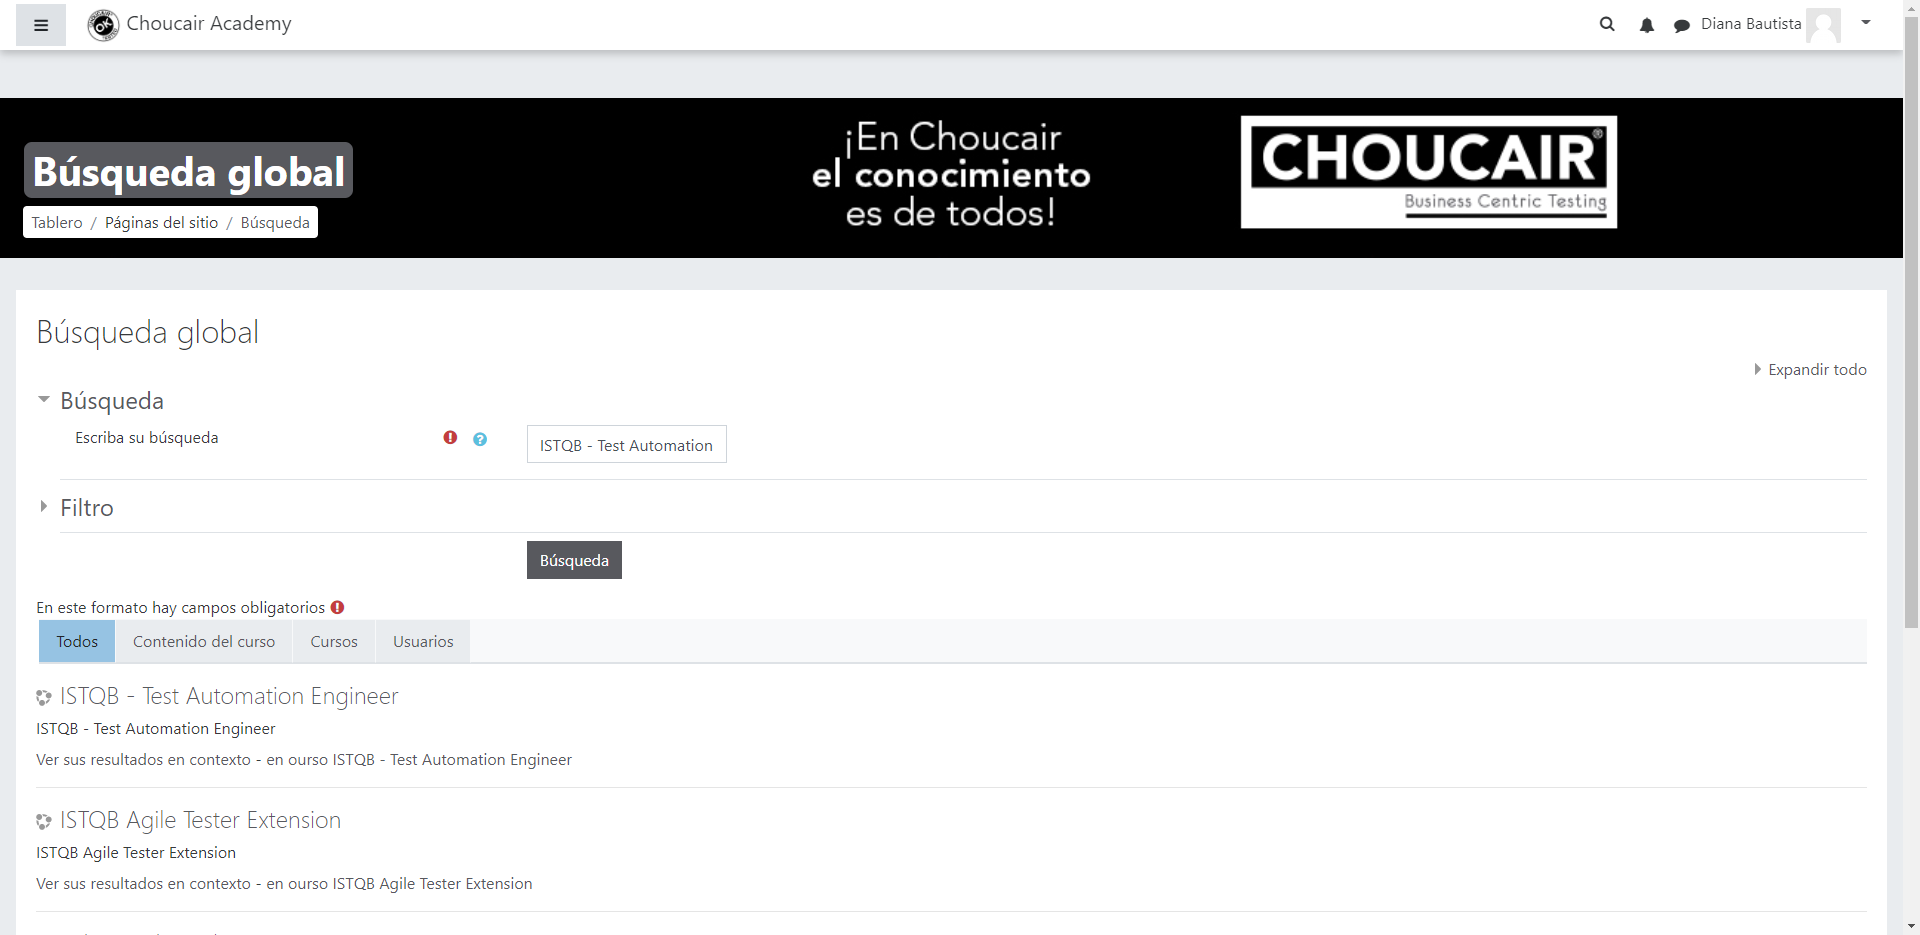 Choucair Academy
Diana Bautista
¡En Choucair
el conocimiento
es de todos!
CHOUCAIR®
Business Centric Testing
Búsqueda global
Tablero / Páginas del sitio / Búsqueda
Búsqueda global
Expandir todo
Búsqueda
Escriba su búsqueda
ISTQB - Test Automation
Filtro
Búsqueda
En este formato hay campos obligatorios
Todos
Contenido del curso
Cursos
Usuarios
ISTQB - Test Automation Engineer
ISTQB - Test Automation Engineer
Ver sus resultados en contexto - en ourso ISTQB - Test Automation Engineer
ISTQB Agile Tester Extension
ISTQB Agile Tester Extension
Ver sus resultados en contexto - en ourso ISTQB Agile Tester Extension